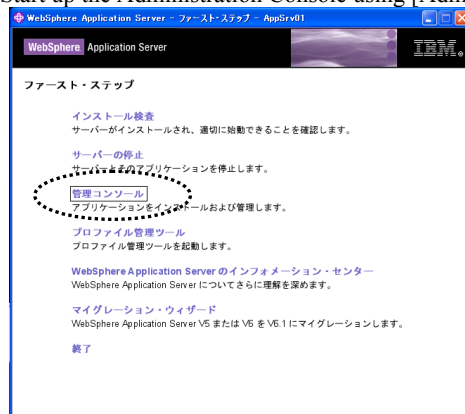 Start up the Administration Console using [Admi
WebSphere Application Server - ファースト・ステップ - AppSrv01
WebSphere Application Server
IBM
ファースト・ステップ
インストール検査
サーバーがインストールされ、適切に始動できることを確認します。
サーバーの停止
サーバーとそのアプリケーションを停止します。
管理コンソール
アプリケーションをインストールおよび管理します。
プロファイル管理ツール
プロファイル管理ツールを起動します。
WebSphere Application Server のインフォメーション・センター
WebSphere Application Server についてさらに理解を深めます。
マイグレーション・ウィザード
WebSphere Application Server V5 または V6 を V6.1 にマイグレーションします。
終了